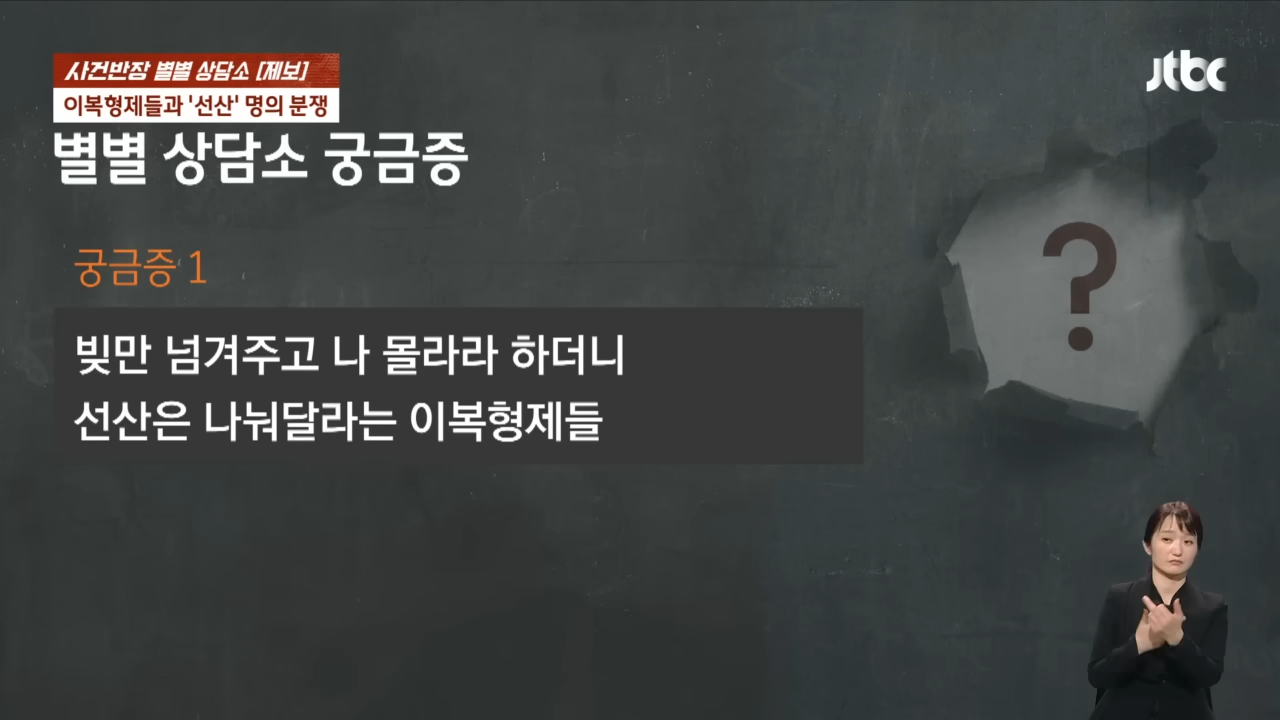 사건반장 별별 상담소 [제보]
이복형제들과 '선산' 명의 분쟁
jtbc
별별 상담소 궁금증
궁금증 1
빚만 넘겨주고 나 몰라라 하더니
선산은 나눠달라는 이복형제들
?